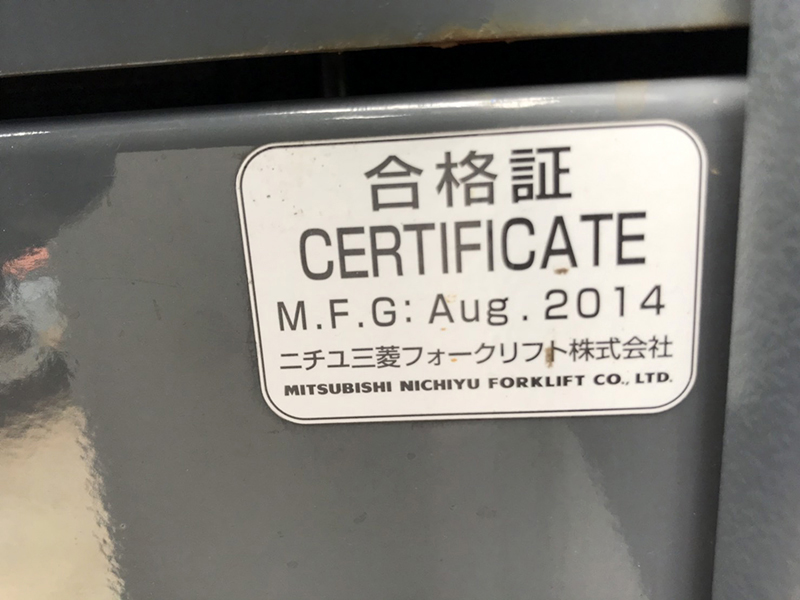 合格証
CERTIFICATE
M.F.G: Aug. 2014
ニチユ三菱フォークリフト株式会社
MITSUBISHI NICHIYU FORKLIFT CO., LTD.